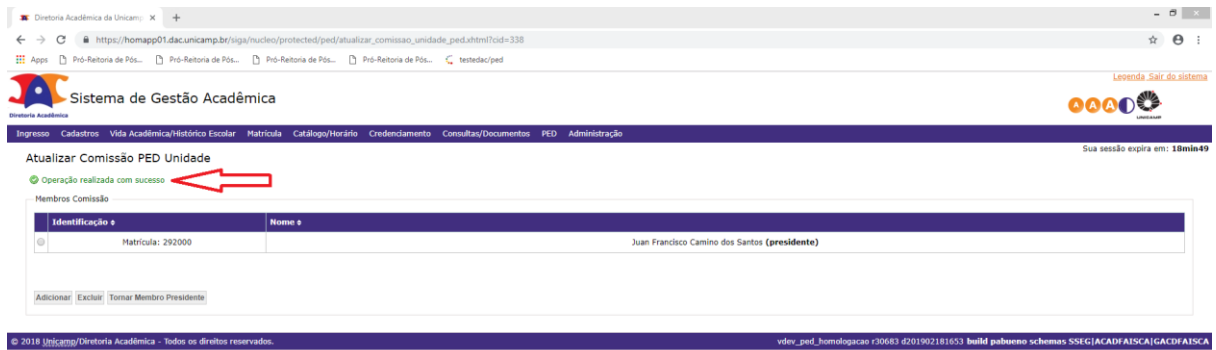 Diretoria Acadêmica da Unicamp
https://homapp01.dac.unicamp.br/siga/nucleo/protected/ped/atualizar_comissao_unidade_ped.xhtml?cid=338
Apps Pró-Reitoria de Pós... Pró-Reitoria de Pós... Pró-Reitoria de Pós... Pró-Reitoria de Pós... testedac/ped
Legenda Sair do sistema
Sistema de Gestão Acadêmica
A A A
Diretoria Acadêmica
UNICAMP
Ingresso Cadastros Vida Acadêmica/Histórico Escolar Matrícula Catálogo/Horário Credenciamento Consultas/Documentos PED Administração
Sua sessão expira em: 18min49
Atualizar Comissão PED Unidade
Operação realizada com sucesso
Membros Comissão
Identificação Nome
Matrícula: 292000 Juan Francisco Camino dos Santos (presidente)
Adicionar Excluir Tornar Membro Presidente
© 2018 Unicamp/Diretoria Acadêmica - Todos os direitos reservados. vdev_ped_homologacao r30683 d201902181653 build pabueno schemas SSEG|ACADFAISCA|GACDFAISCA